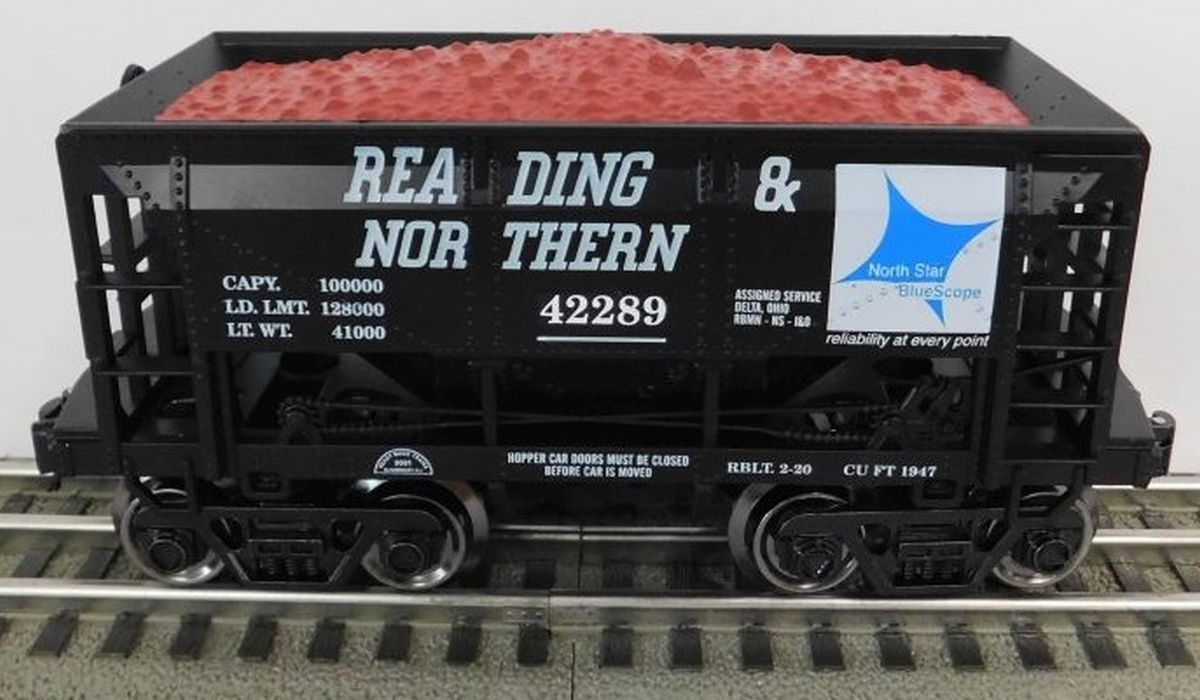 READING &
NORTHERN
CAPY. 100000
LD. LMT. 128000
LT. WT. 41000
42289
ASSIGNED SERVICE
DELTA, OHIO
RBMN - NS - I&O
North Star
BlueScope
reliability at every point
HOPPER CAR DOORS MUST BE CLOSED
BEFORE CAR IS MOVED
RBLT. 2-20 CU FT 1947